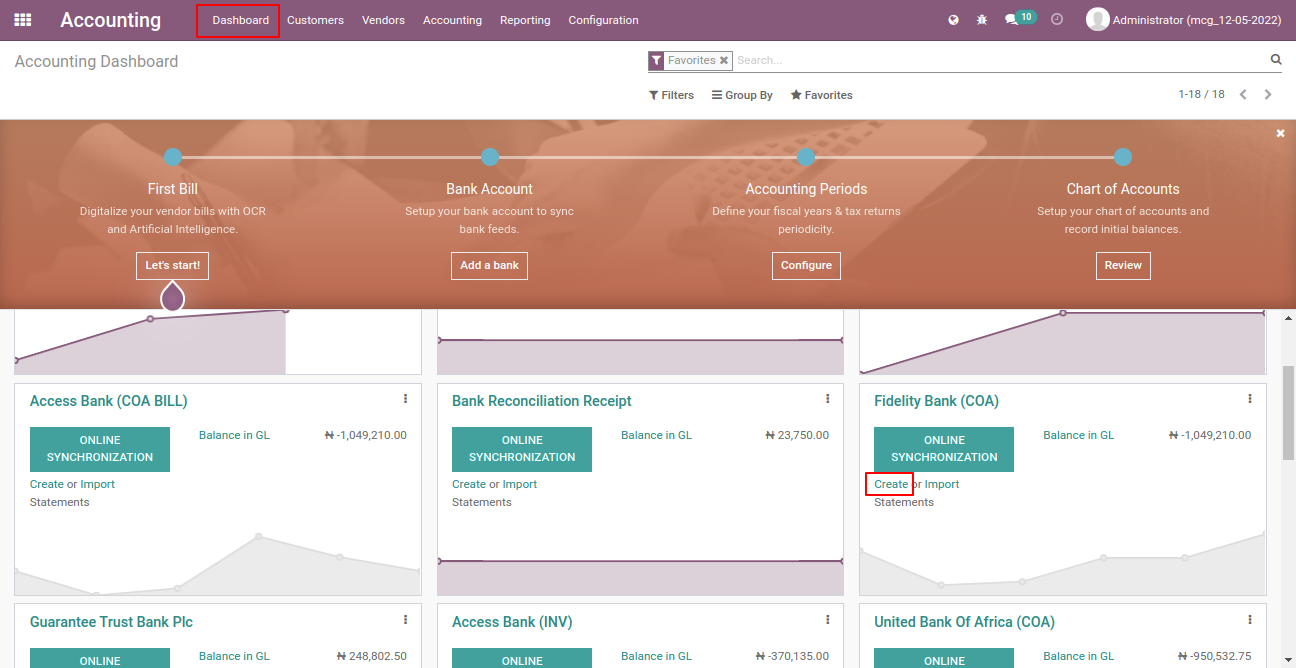 Accounting Dashboard Customers Vendors Accounting Reporting Configuration 10 Administrator (mcg_12-05-2022)
Accounting Dashboard
Favorites Search...
Filters Group By Favorites 1-18 / 18
First Bill
Digitalize your vendor bills with OCR
and Artificial Intelligence.
Let's start!
Bank Account
Setup your bank account to sync
bank feeds.
Add a bank
Accounting Periods
Define your fiscal years & tax returns
periodicity.
Configure
Chart of Accounts
Setup your chart of accounts and
record initial balances.
Review
Access Bank (COA BILL)
ONLINE
SYNCHRONIZATION
Balance in GL ₦ -1,049,210.00
Create or Import
Statements
Bank Reconciliation Receipt
ONLINE
SYNCHRONIZATION
Balance in GL ₦ 23,750.00
Create or Import
Statements
Fidelity Bank (COA)
ONLINE
SYNCHRONIZATION
Balance in GL ₦ -1,049,210.00
Create or Import
Statements
Guarantee Trust Bank Plc
ONLINE
Balance in GL ₦ 248,802.50
Access Bank (INV)
ONLINE
Balance in GL ₦ -370,135.00
United Bank Of Africa (COA)
ONLINE
Balance in GL ₦ -950,532.75